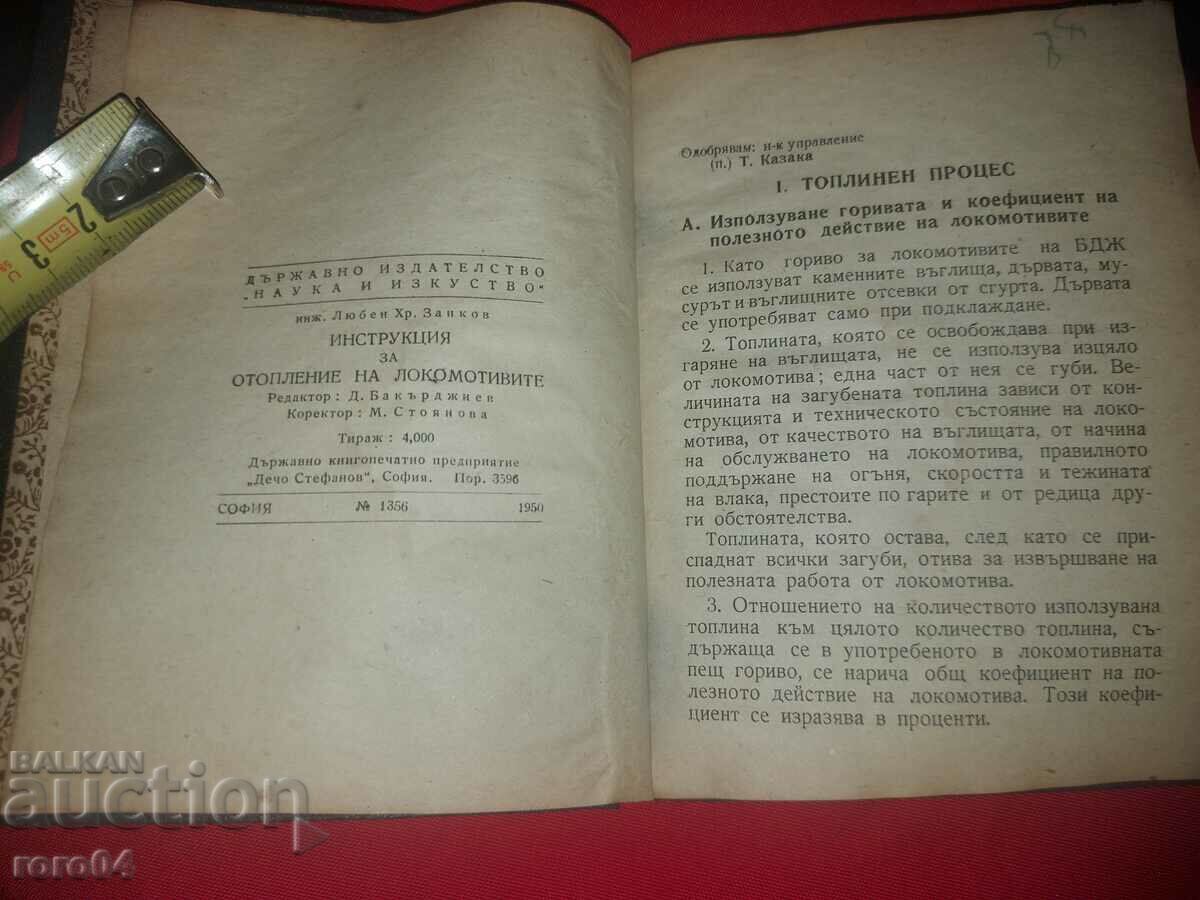 ДЪРЖАВНО ИЗДАТЕЛСТВО
„НАУКА И ИЗКУСТВО“
инж. Любен Хр. Занков
ИНСТРУКЦИЯ
ЗА
ОТОПЛЕНИЕ НА ЛОКОМОТИВИТЕ
Редактор : Д. Бакърджиев
Коректор : М. Стоянова
Тираж : 4,000
Държавно книгопечатно предприятие
„Дечо Стефанов“, София. Пор. 3596
СОФИЯ № 1356 1950
Одобрявам: н-к управление
(п.) Т. Казака
I. ТОПЛИНЕН ПРОЦЕС
А. Използуване горивата и коефициент на
полезното действие на локомотивите
1. Като гориво за локомотивите на БДЖ
се използуват каменните въглища, дървата, му-
сурът и въглищните отсевки от сгурта. Дървата
се употребяват само при подклаждане.
2. Топлината, която се освобождава при из-
гаряне на въглищата, не се използува изцяло
от локомотива; една част от нея се губи. Ве-
личината на загубената топлина зависи от кон-
струкцията и техническото състояние на локо-
мотива, от качеството на въглищата, от начина
на обслужването на локомотива, правилното
поддържане на огъня, скоростта и тежината
на влака, престоите по гарите и от редица дру-
ги обстоятелства.
Топлината, която остава, след като се при-
спаднат всички загуби, отива за извършване на
полезната работа от локомотива.
3. Отношението на количеството използувана
топлина към цялото количество топлина, съ-
държаща се в употребеното в локомотивната
пещ гориво, се нарича общ коефициент на по-
лезното действие на локомотива. Този коефи-
циент се изразява в проценти.
2
3
5m
BALKAN
auction
roro04